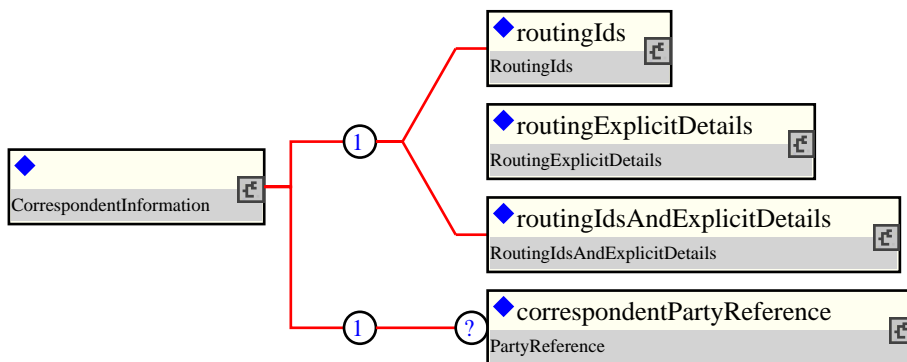 routingIds
RoutingIds
routingExplicitDetails
1
RoutingExplicitDetails
CorrespondentInformation
routingIdsAndExplicitDetails
RoutingIdsAndExplicitDetails
1
?
correspondentPartyReference
PartyReference